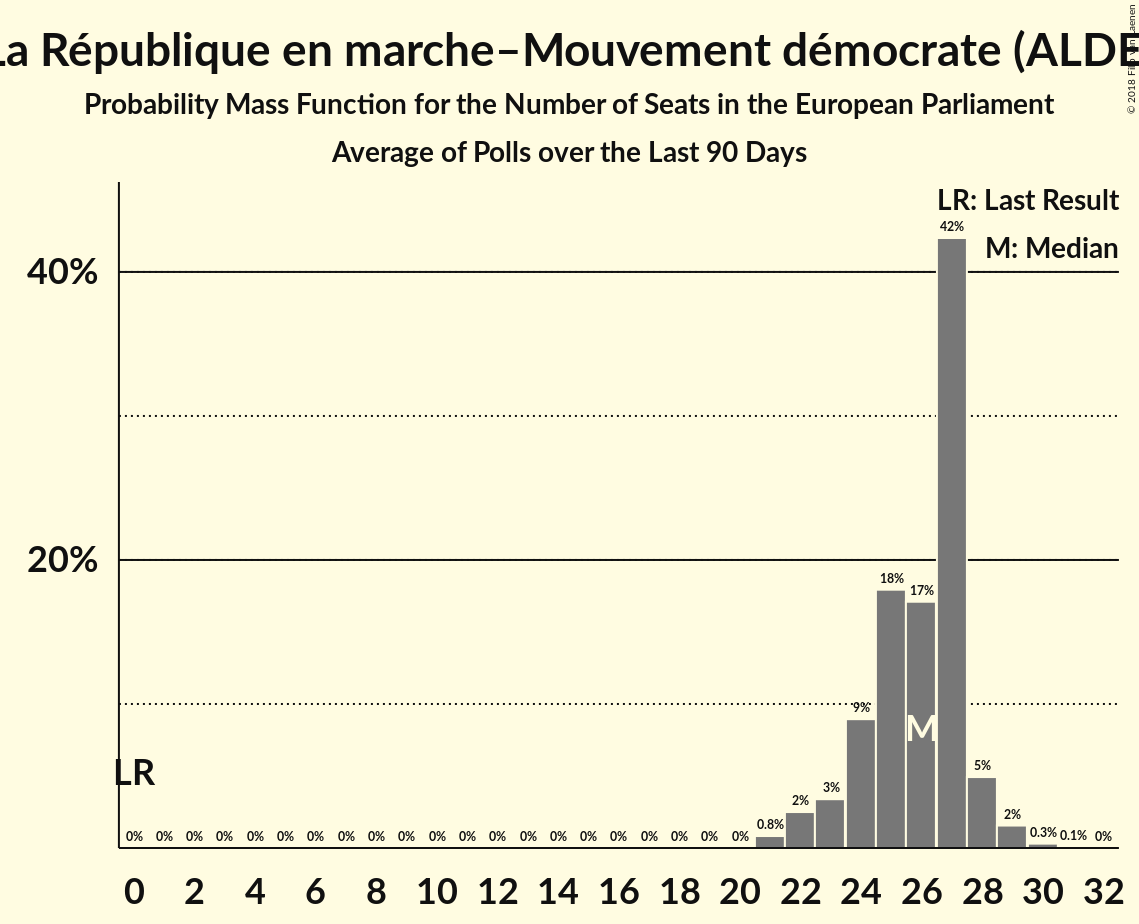 La République en marche–Mouvement démocrate (ALDE
Probability Mass Function for the Number of Seats in the European Parliament
Average of Polls over the Last 90 Days
LR: Last Result
M: Median
42%
40%
20%
18%
17%
9%
M
LR
5%
2%
3%
2%
0% 0% 0% 0% 0% 0% 0% 0% 0% 0% 0% 0% 0% 0% 0% 0% 0% 0% 0% 0% 0% 0.8% 0.3% 0.1% 0%
0 2 4 6 8 10 12 14 16 18 20 22 24 26 28 30 32
© 2018